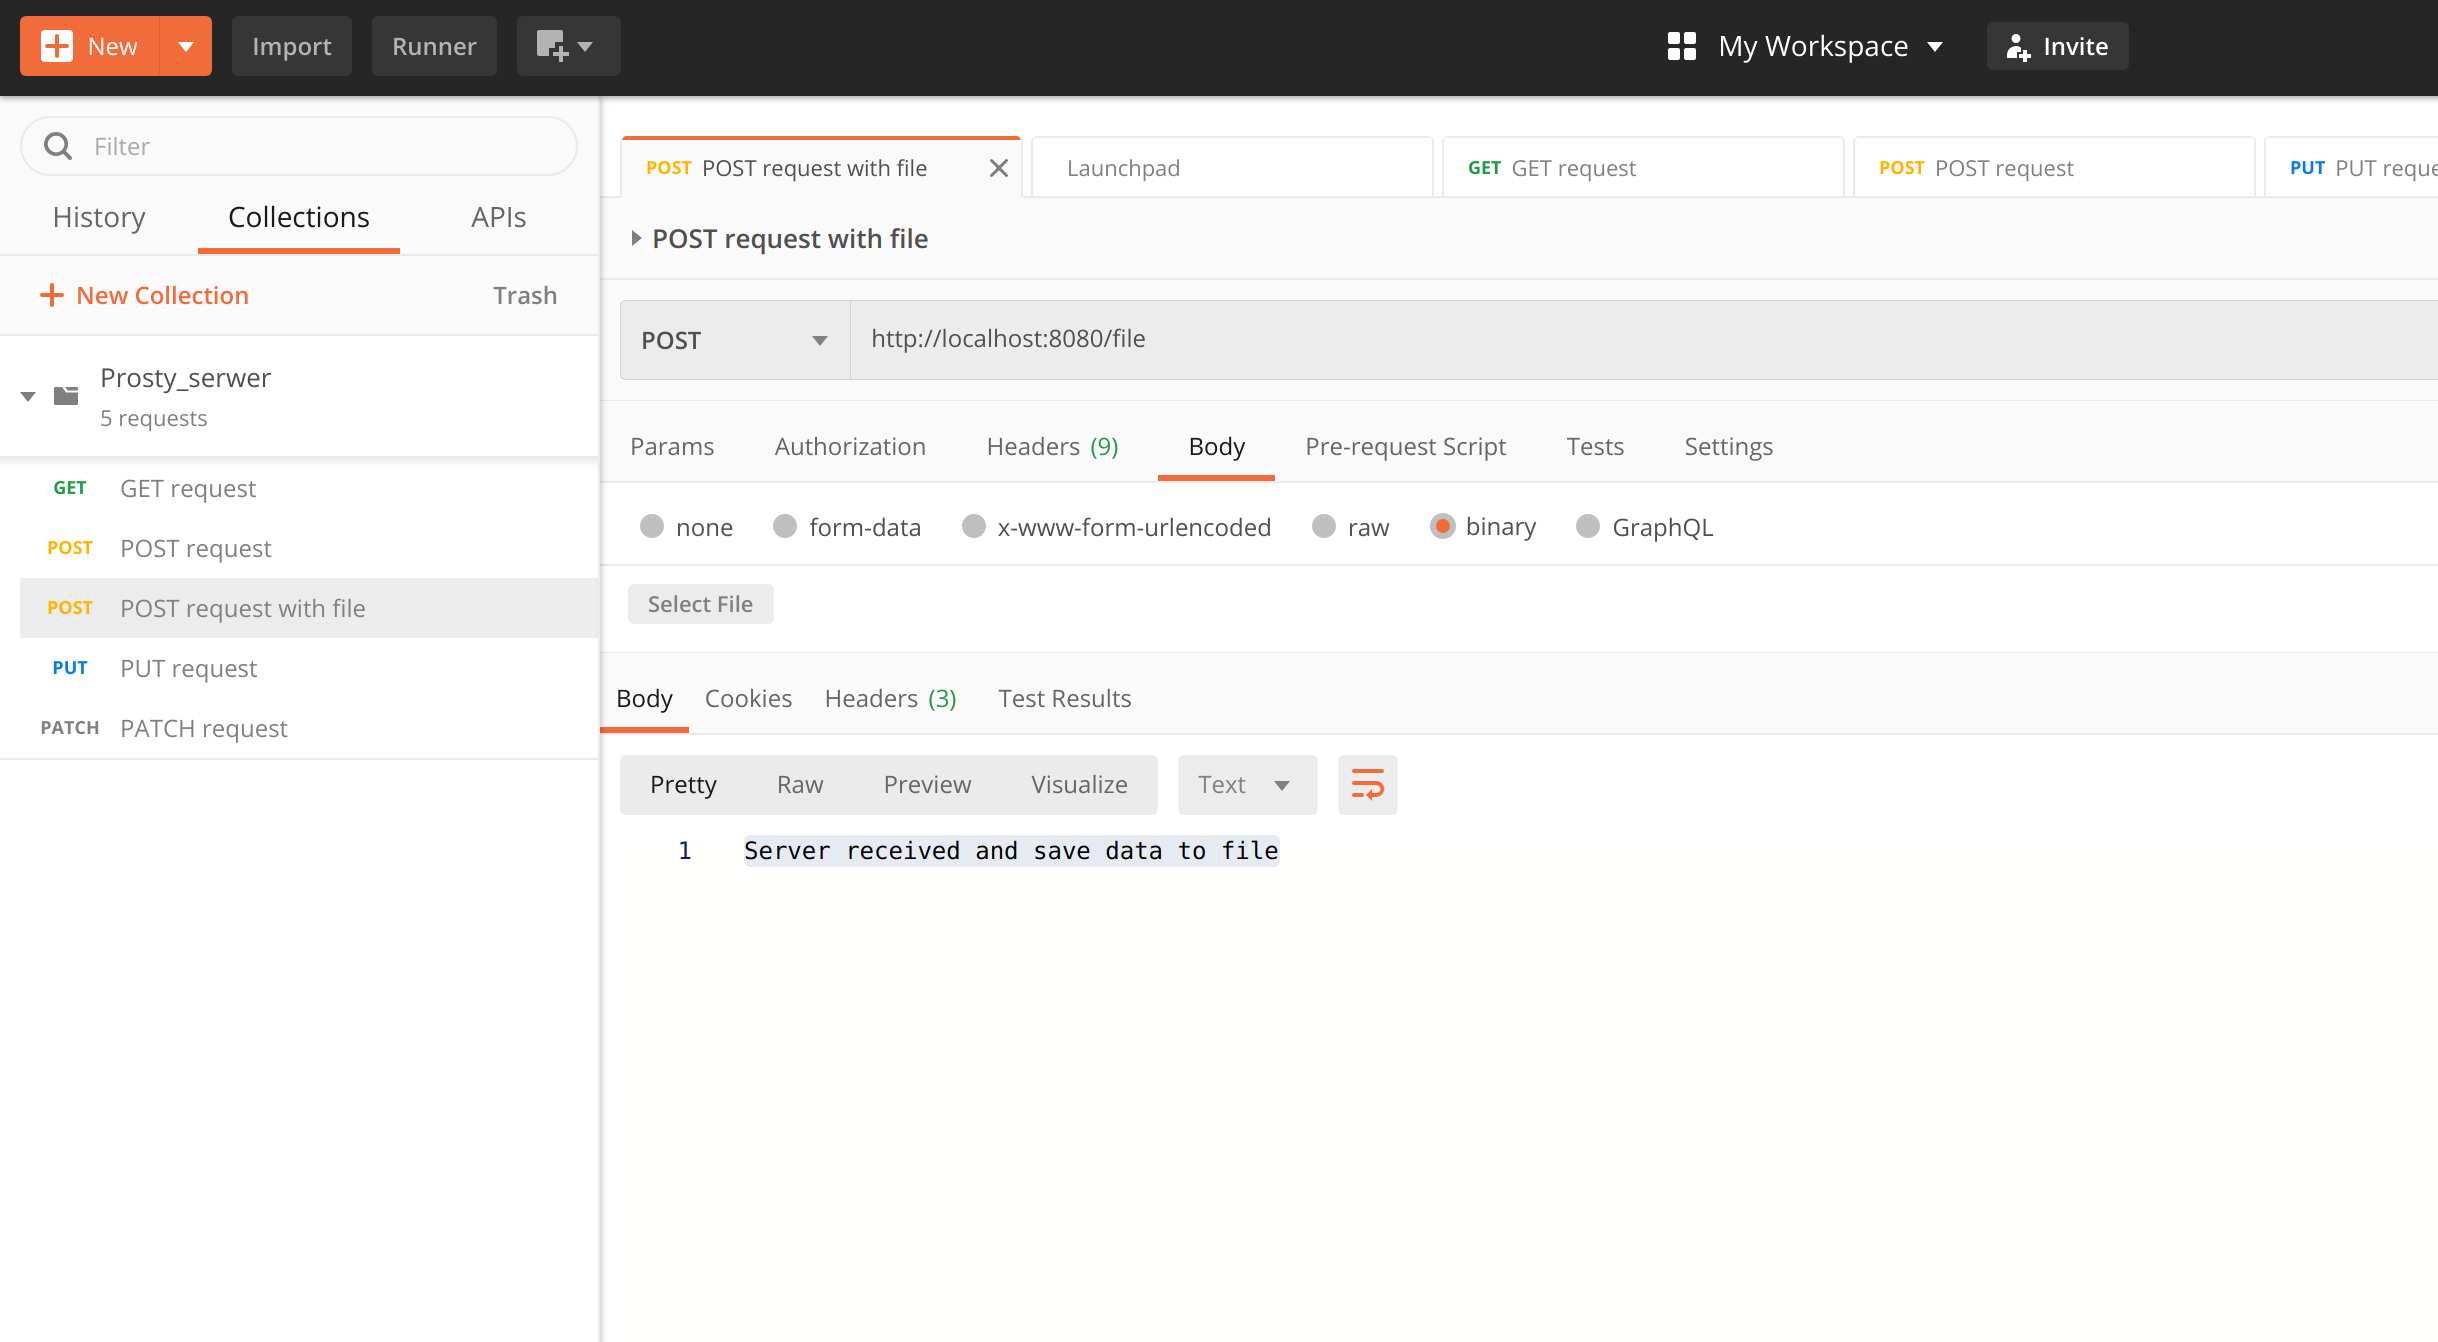 New Import Runner My Workspace Invite
Filter
History Collections APIs
New Collection Trash
Prosty_serwer
5 requests
GET GET request
POST POST request
POST POST request with file
PUT PUT request
PATCH PATCH request
POST POST request with file Launchpad GET GET request POST POST request PUT PUT reque
POST request with file
POST http://localhost:8080/file
Params Authorization Headers (9) Body Pre-request Script Tests Settings
none form-data x-www-form-urlencoded raw binary GraphQL
Select File
Body Cookies Headers (3) Test Results
Pretty Raw Preview Visualize Text
1 Server received and save data to file